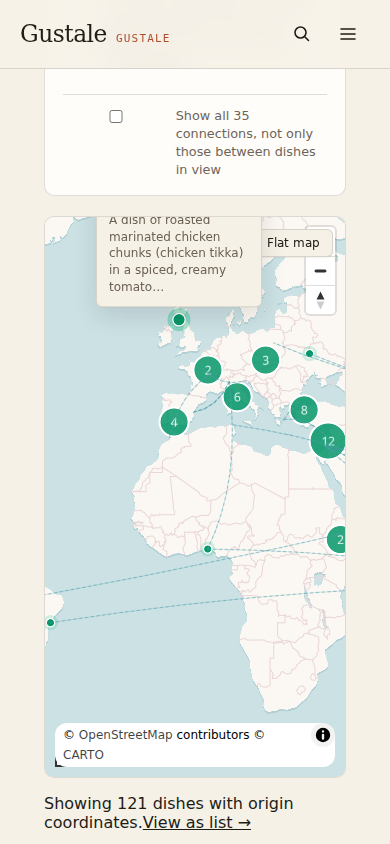 Gustale GUSTALE
Show all 35
connections, not only
those between dishes
in view
A dish of roasted
marinated chicken
chunks (chicken tikka)
in a spiced, creamy
tomato…
Flat map
2
3
6
8
4
12
2
© OpenStreetMap contributors ©
CARTO
Showing 121 dishes with origin
coordinates.View as list →